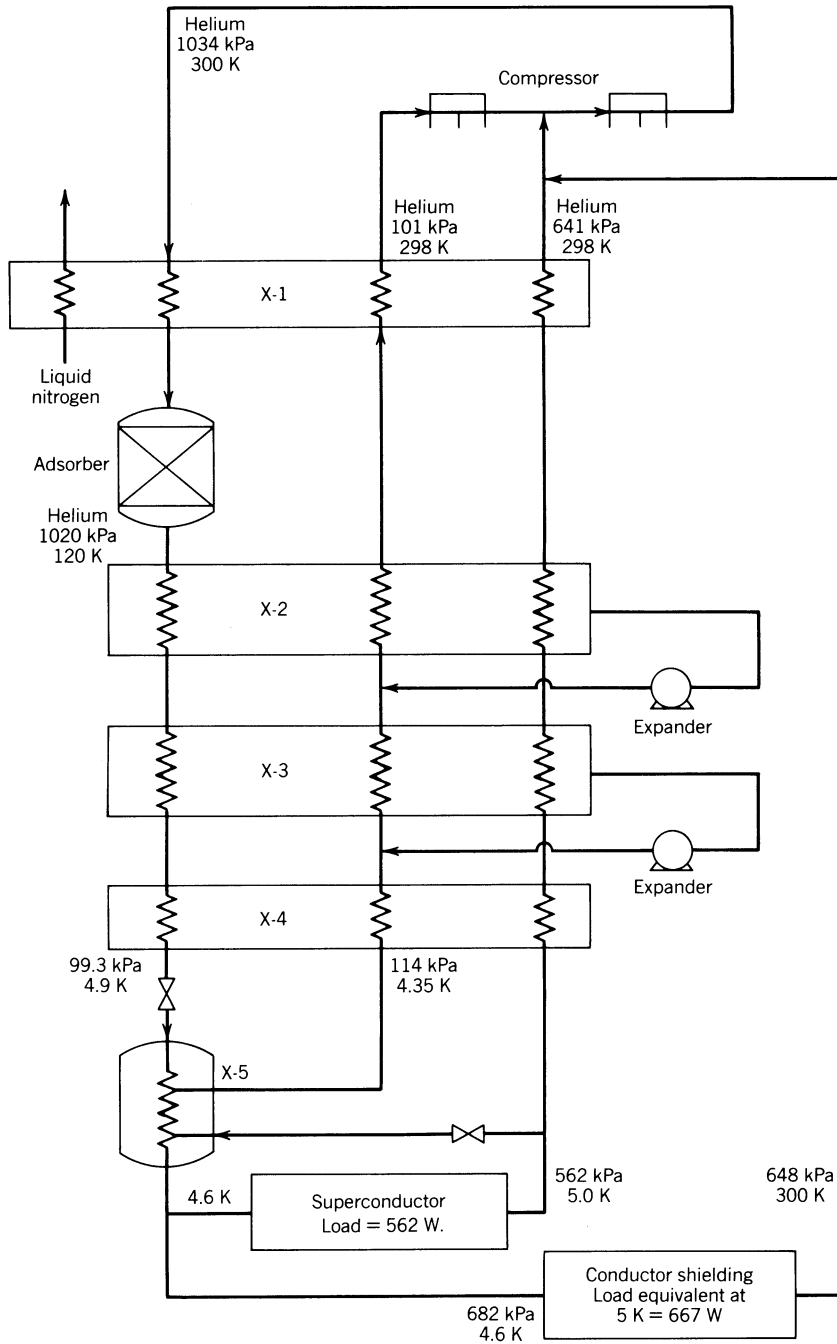 Helium
1034 kPa
300 K
Compressor
Helium
101 kPa
298 K
Helium
641 kPa
298 K
X-1
Liquid
nitrogen
Adsorber
Helium
1020 kPa
120 K
X-2
Expander
X-3
Expander
X-4
99.3 kPa
4.9 K
114 kPa
4.35 K
X-5
4.6 K
Superconductor
Load = 562 W.
562 kPa
5.0 K
648 kPa
300 K
682 kPa
4.6 K
Conductor shielding
Load equivalent at
5 K = 667 W